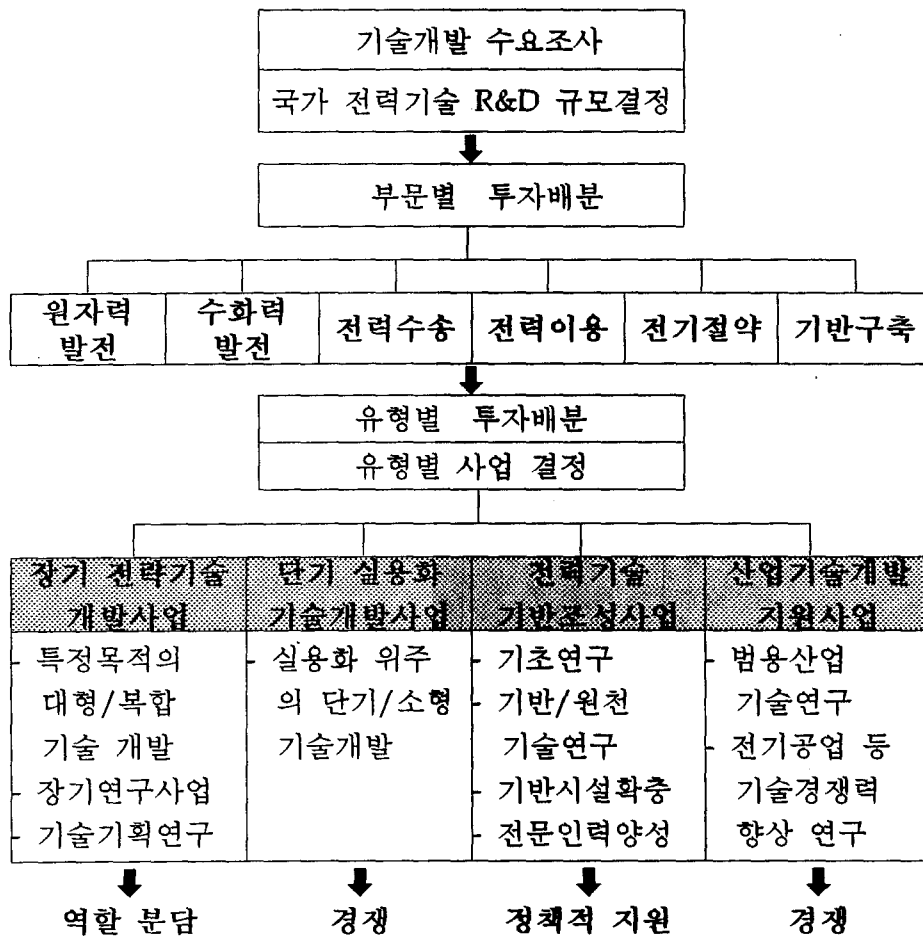 기술개발 수요조사
국가 전력기술 R&D 규모결정
부문별 투자배분
원자력
발전
수화력
발전
전력수송
전력이용
전기절약
기반구축
유형별 투자배분
유형별 사업 결정
장기 전략기술
개발사업
단기 실용화
기술개발사업
전력기술
기반조성사업
산업기술개발
지원사업
- 특정목적의
대형/복합
기술 개발
- 장기연구사업
- 기술기획연구
- 실용화 위주
의 단기/소형
기술개발
- 기초연구
- 기반/원천
기술연구
- 기반시설확충
- 전문인력양성
- 범용산업
기술연구
- 전기공업 등
기술경쟁력
향상 연구
역할 분담
경쟁
정책적 지원
경쟁